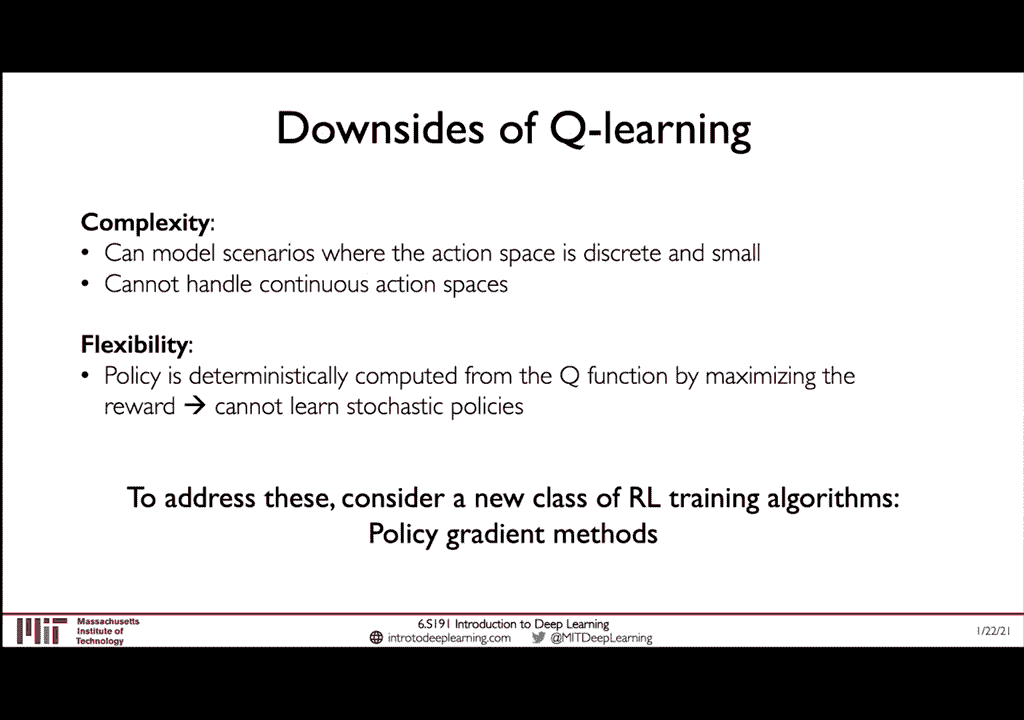 Downsides of Q-learning
Complexity:
• Can model scenarios where the action space is discrete and small
• Cannot handle continuous action spaces
Flexibility:
• Policy is deterministically computed from the Q function by maximizing the
reward → cannot learn stochastic policies
To address these, consider a new class of RL training algorithms:
Policy gradient methods
Massachusetts
Institute of
Technology
6.S191 Introduction to Deep Learning
introtodeeplearning.com @MITDeepLearning
1/22/21